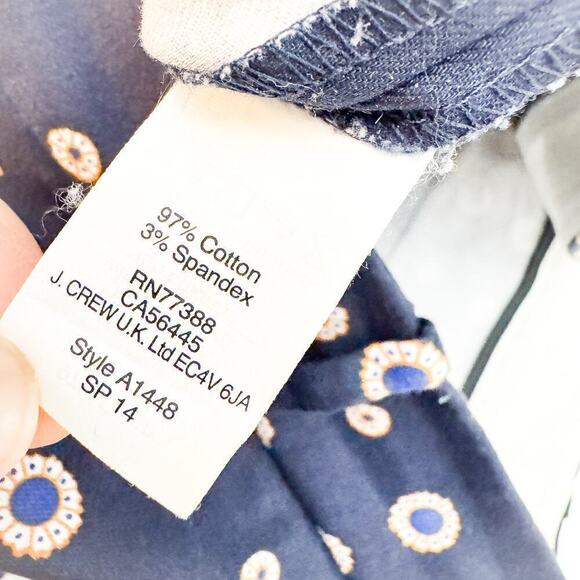 97% Cotton
3% Spandex
RN77388
CA56445
J. CREW U.K. Ltd EC4V 6JA
Style A1448
SP 14